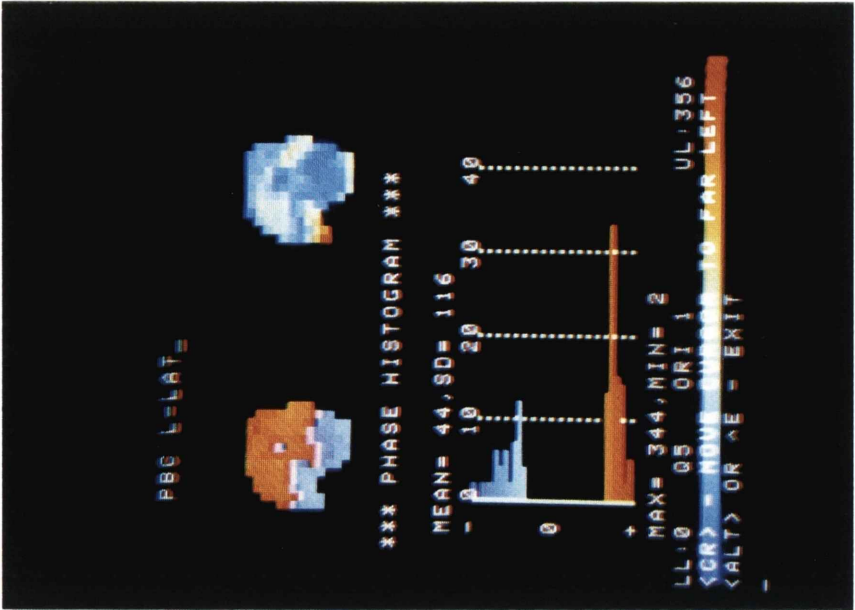 PBG L-LAT=
*** PHASE HISTOGRAM ***
MEAN= 44,SD= 116
0 10 20 30 40
-
0
+
MAX= 344,MIN= 2
LL:0 Q5 ORI 1 UL:356
<CR> - MOVE CURSOR TO FAR LEFT
<ALT> OR ^E - EXIT